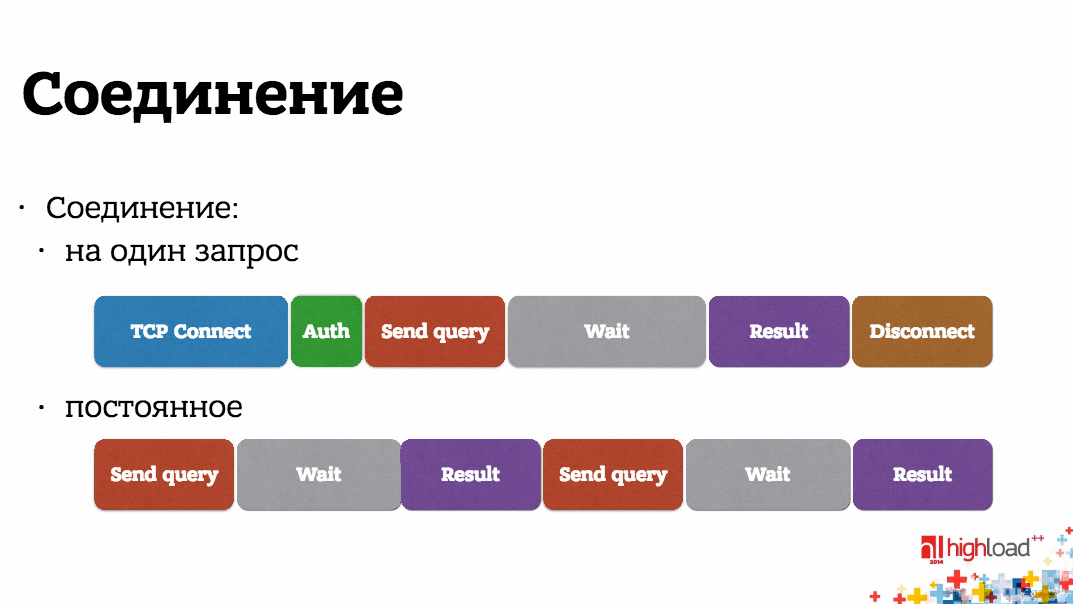 Соединение
· Соединение:
· на один запрос
TCP Connect Auth Send query Wait Result Disconnect
· постоянное
Send query Wait Result Send query Wait Result
highload++
2014